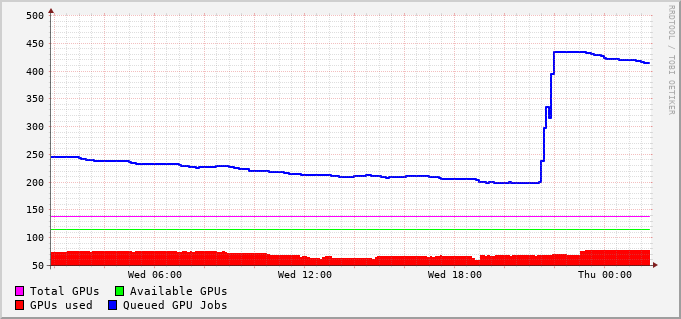 500
450
400
350
300
250
200
150
100
50
Wed 06:00 Wed 12:00 Wed 18:00 Thu 00:00
Total GPUs Available GPUs
GPUs used Queued GPU Jobs
RRDTOOL / TOBI OETIKER